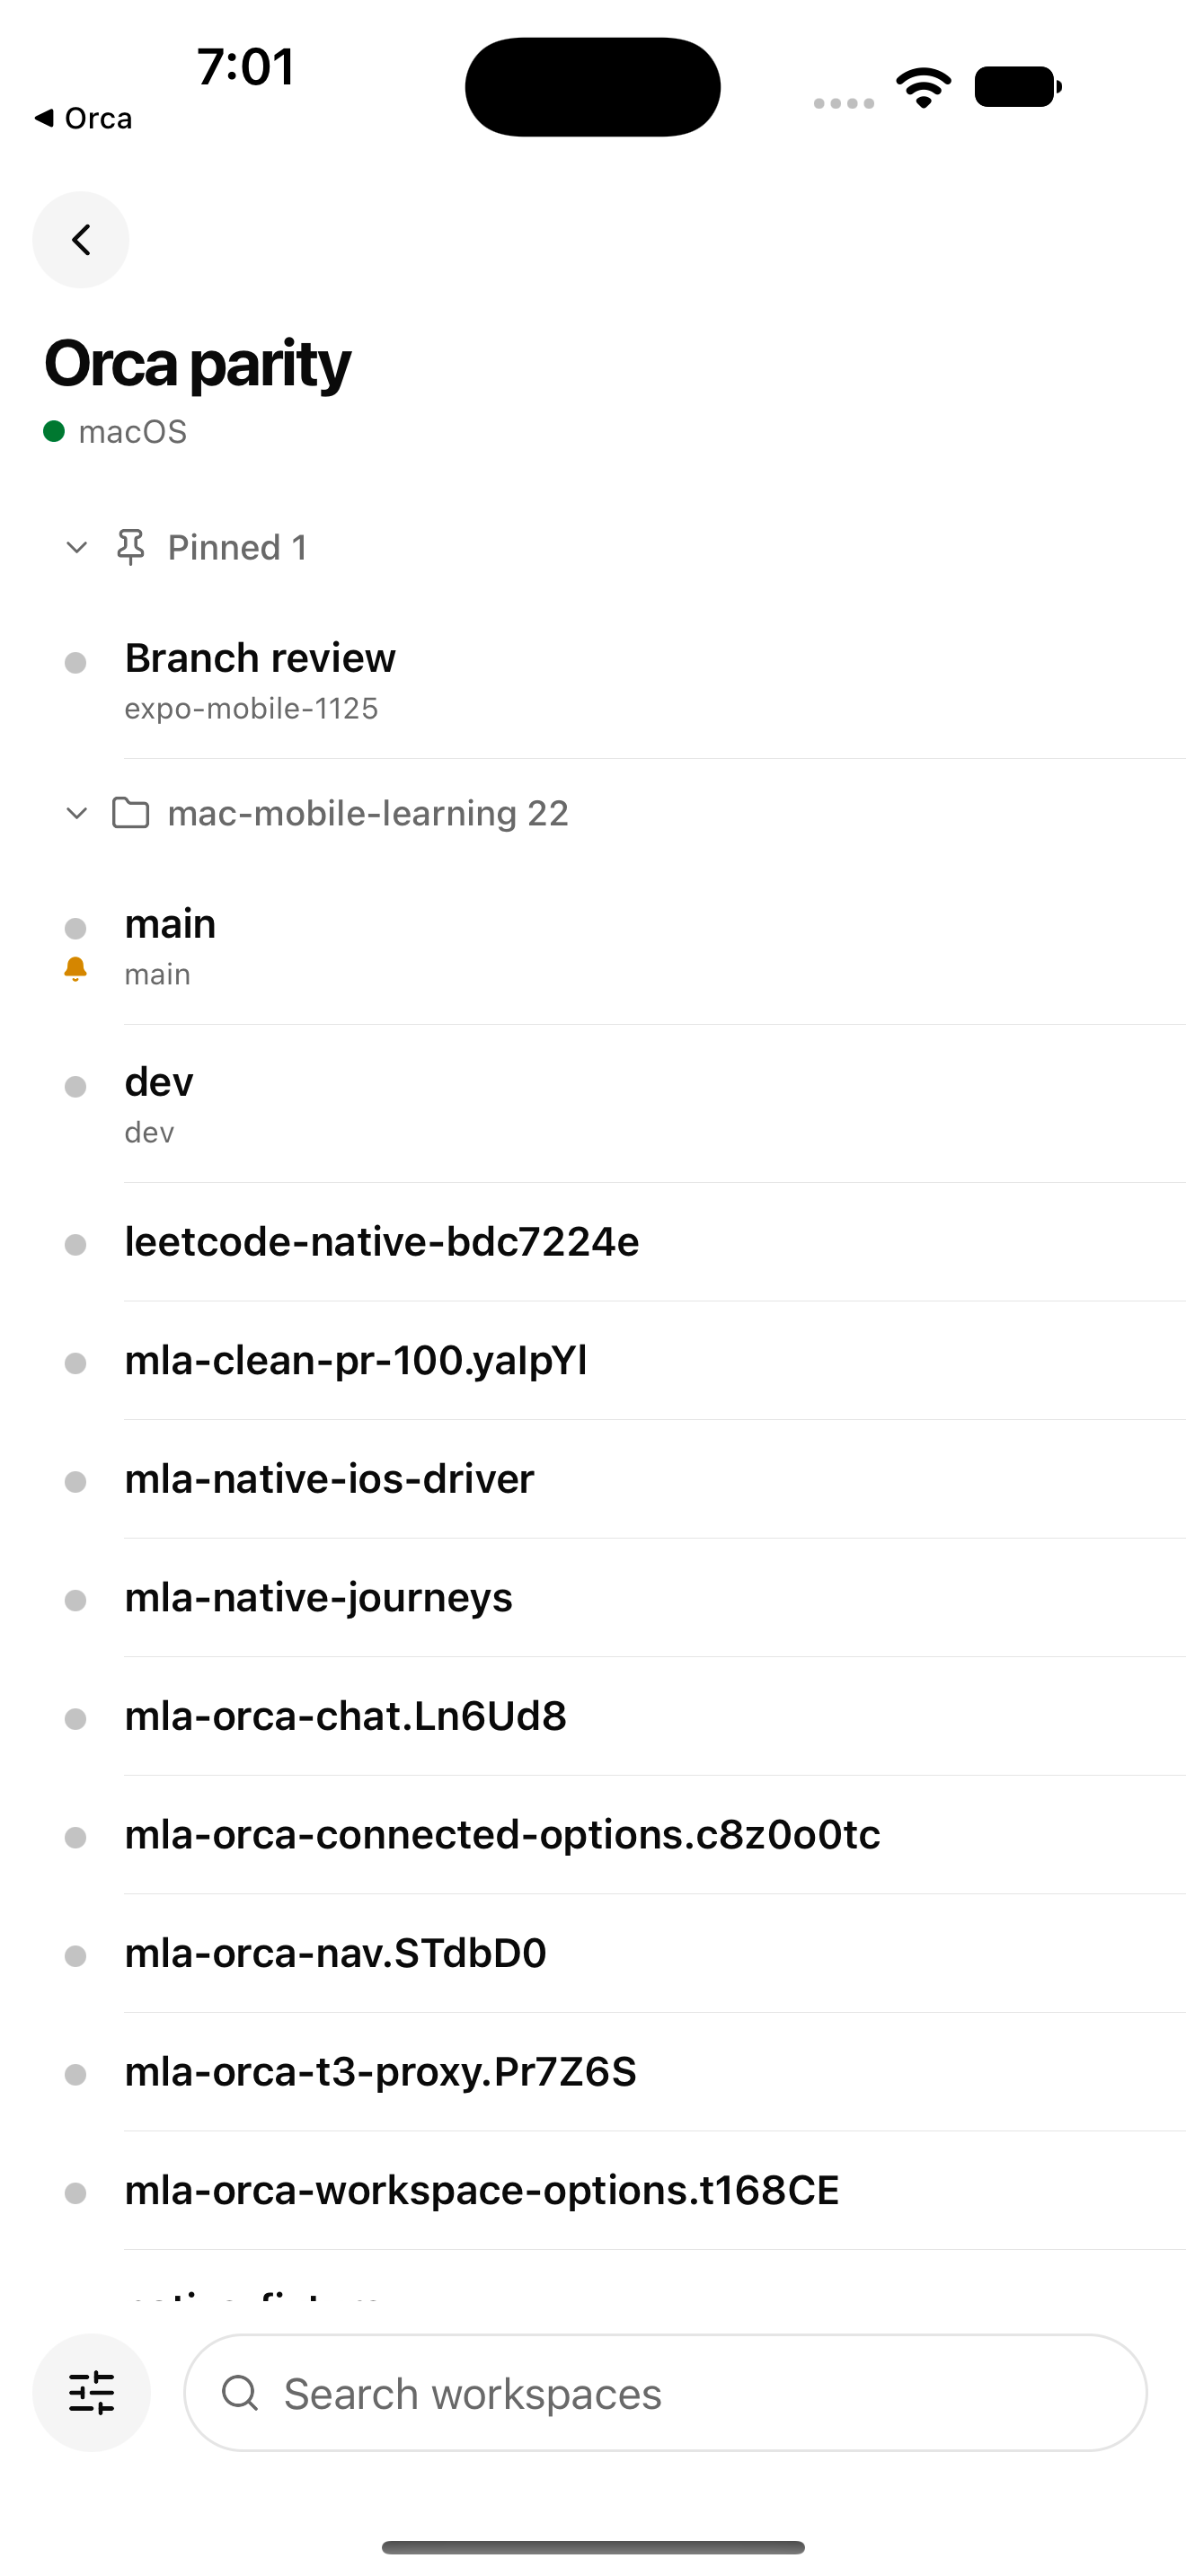 7:01
Orca
Orca parity
macOS
Pinned 1
Branch review
expo-mobile-1125
mac-mobile-learning 22
main
main
dev
dev
leetcode-native-bdc7224e
mla-clean-pr-100.yaIpYl
mla-native-ios-driver
mla-native-journeys
mla-orca-chat.Ln6Ud8
mla-orca-connected-options.c8z0o0tc
mla-orca-nav.STdbD0
mla-orca-t3-proxy.Pr7Z6S
mla-orca-workspace-options.t168CE
Search workspaces